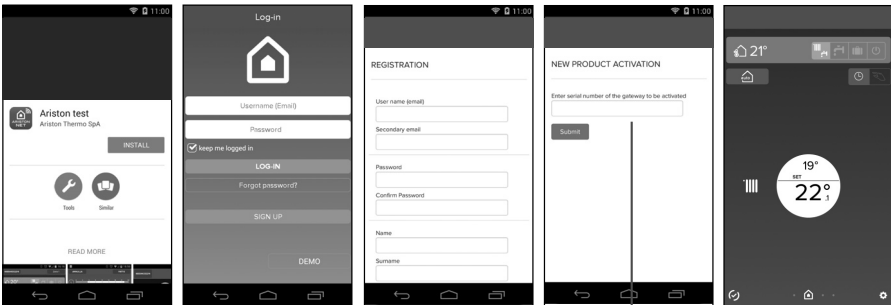 11:00
Ariston test
Ariston Thermo SpA
INSTALL
Tools
Similar
READ MORE
Log-in
Username (Email)
Password
keep me logged in
LOG-IN
Forgot password?
SIGN UP
DEMO
11:00
REGISTRATION
User name (email)
Secondary email
Password
Confirm Password
Name
Surname
11:00
NEW PRODUCT ACTIVATION
Enter serial number of the gateway to be activated
Submit
21°
AUTO
19°
SET
22°